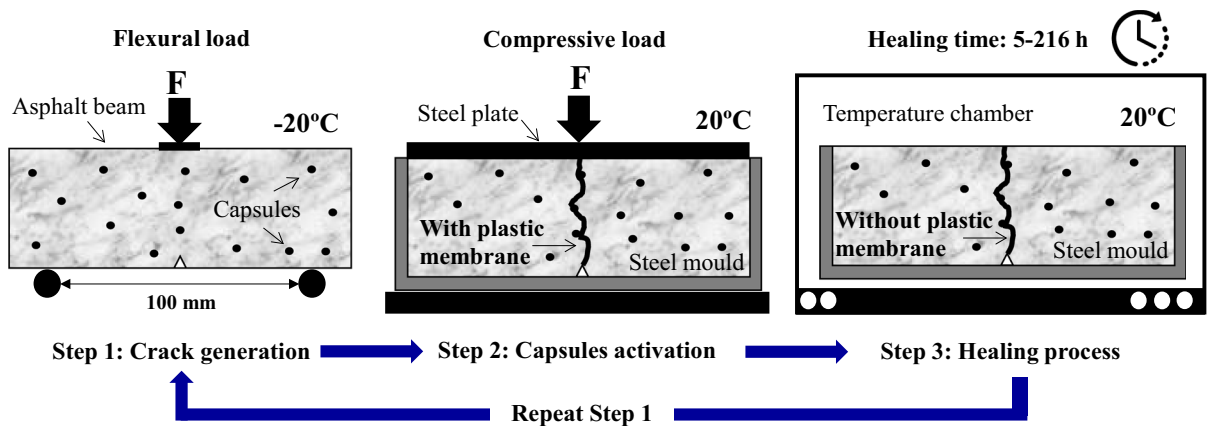 Flexural load
F
Asphalt beam
-20ºC
Capsules
100 mm
Step 1: Crack generation
Compressive load
F
Steel plate
20ºC
With plastic
membrane
Steel mould
Step 2: Capsules activation
Healing time: 5-216 h
Temperature chamber
20ºC
Without plastic
membrane
Steel mould
Step 3: Healing process
Repeat Step 1